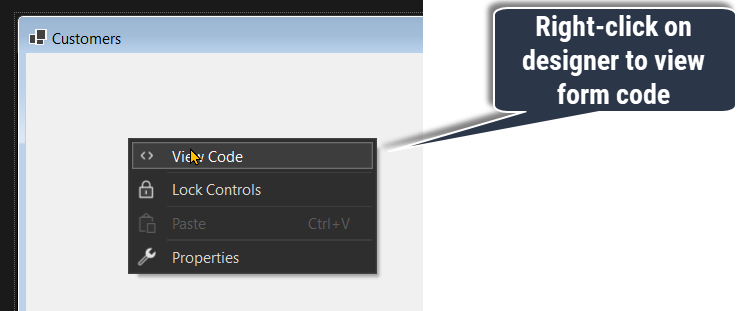 Customers
Right-click on
designer to view
form code
View Code
Lock Controls
Paste Ctrl+V
Properties